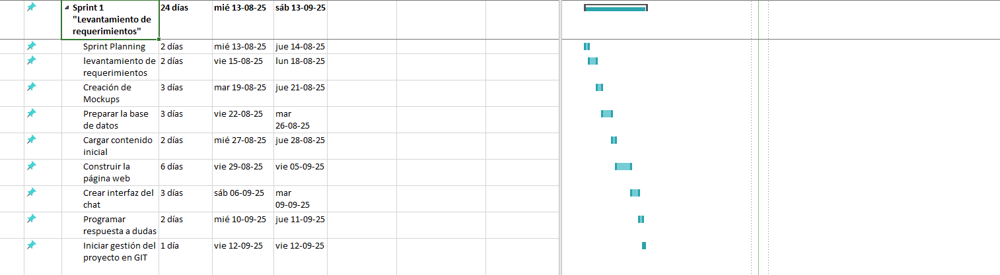 Sprint 1 24 días mié 13-08-25 sáb 13-09-25
"Levantamiento de
requerimientos"
Sprint Planning 2 días mié 13-08-25 jue 14-08-25
levantamiento de 2 días vie 15-08-25 lun 18-08-25
requerimientos
Creación de 3 días mar 19-08-25 jue 21-08-25
Mockups
Preparar la base 3 días vie 22-08-25 mar
de datos 26-08-25
Cargar contenido 2 días mié 27-08-25 jue 28-08-25
inicial
Construir la 6 días vie 29-08-25 vie 05-09-25
página web
Crear interfaz del 3 días sáb 06-09-25 mar
chat 09-09-25
Programar 2 días mié 10-09-25 jue 11-09-25
respuesta a dudas
Iniciar gestión del 1 día vie 12-09-25 vie 12-09-25
proyecto en GIT